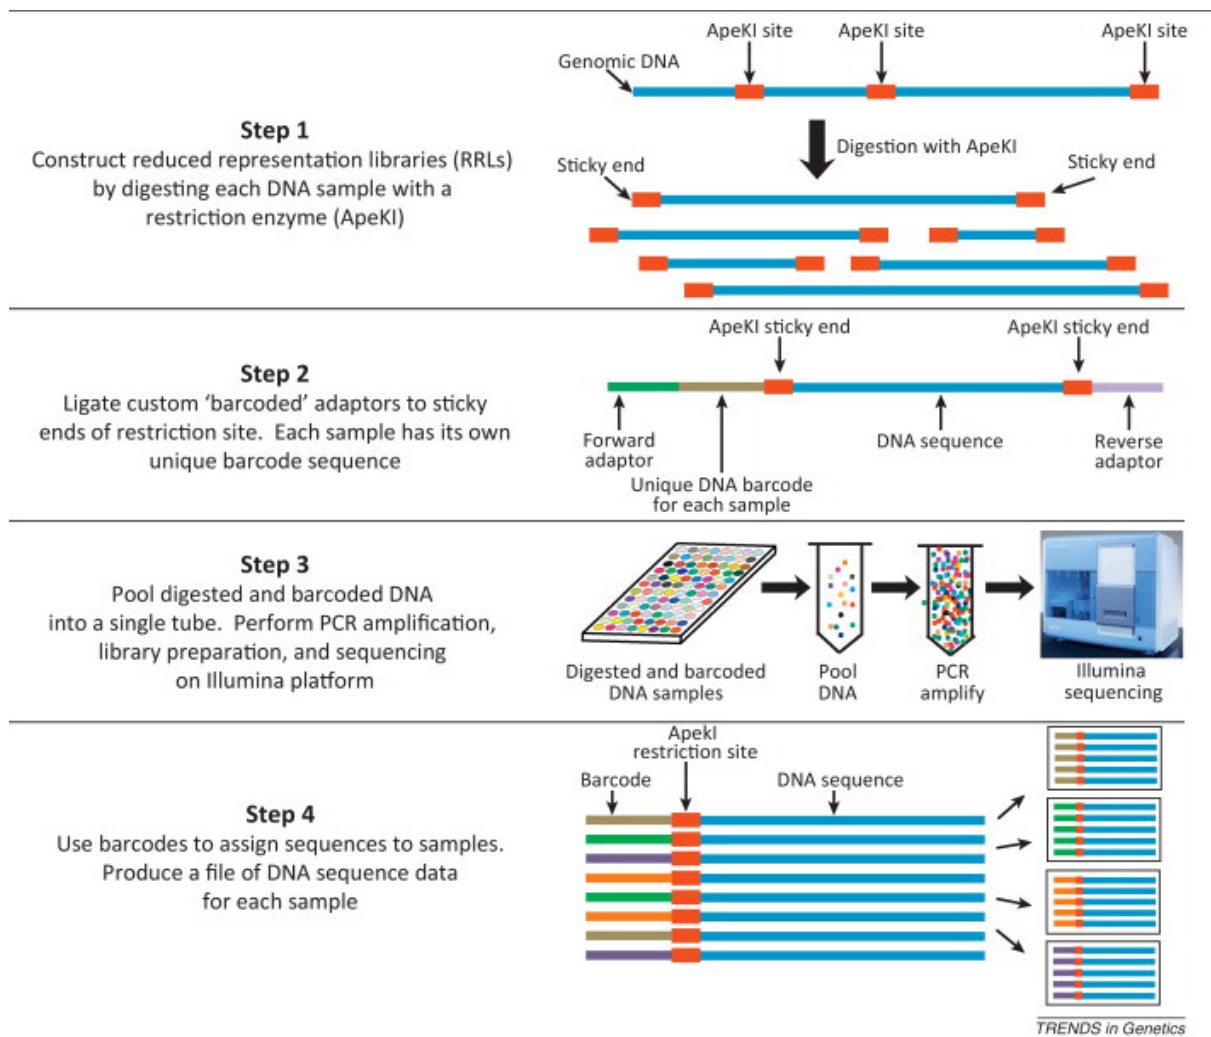 Step 1
Construct reduced representation libraries (RRLs)
by digesting each DNA sample with a
restriction enzyme (ApeKI)
ApeKI site
ApeKI site
ApeKI site
Genomic DNA
Digestion with ApeKI
Sticky end
Sticky end
Step 2
Ligate custom ‘barcoded’ adaptors to sticky
ends of restriction site. Each sample has its own
unique barcode sequence
ApeKI sticky end
ApeKI sticky end
Forward
adaptor
Unique DNA barcode
for each sample
DNA sequence
Reverse
adaptor
Step 3
Pool digested and barcoded DNA
into a single tube. Perform PCR amplification,
library preparation, and sequencing
on Illumina platform
Digested and barcoded
DNA samples
Pool
DNA
PCR
amplify
Illumina
sequencing
Step 4
Use barcodes to assign sequences to samples.
Produce a file of DNA sequence data
for each sample
Barcode
ApekI
restriction site
DNA sequence
TRENDS in Genetics